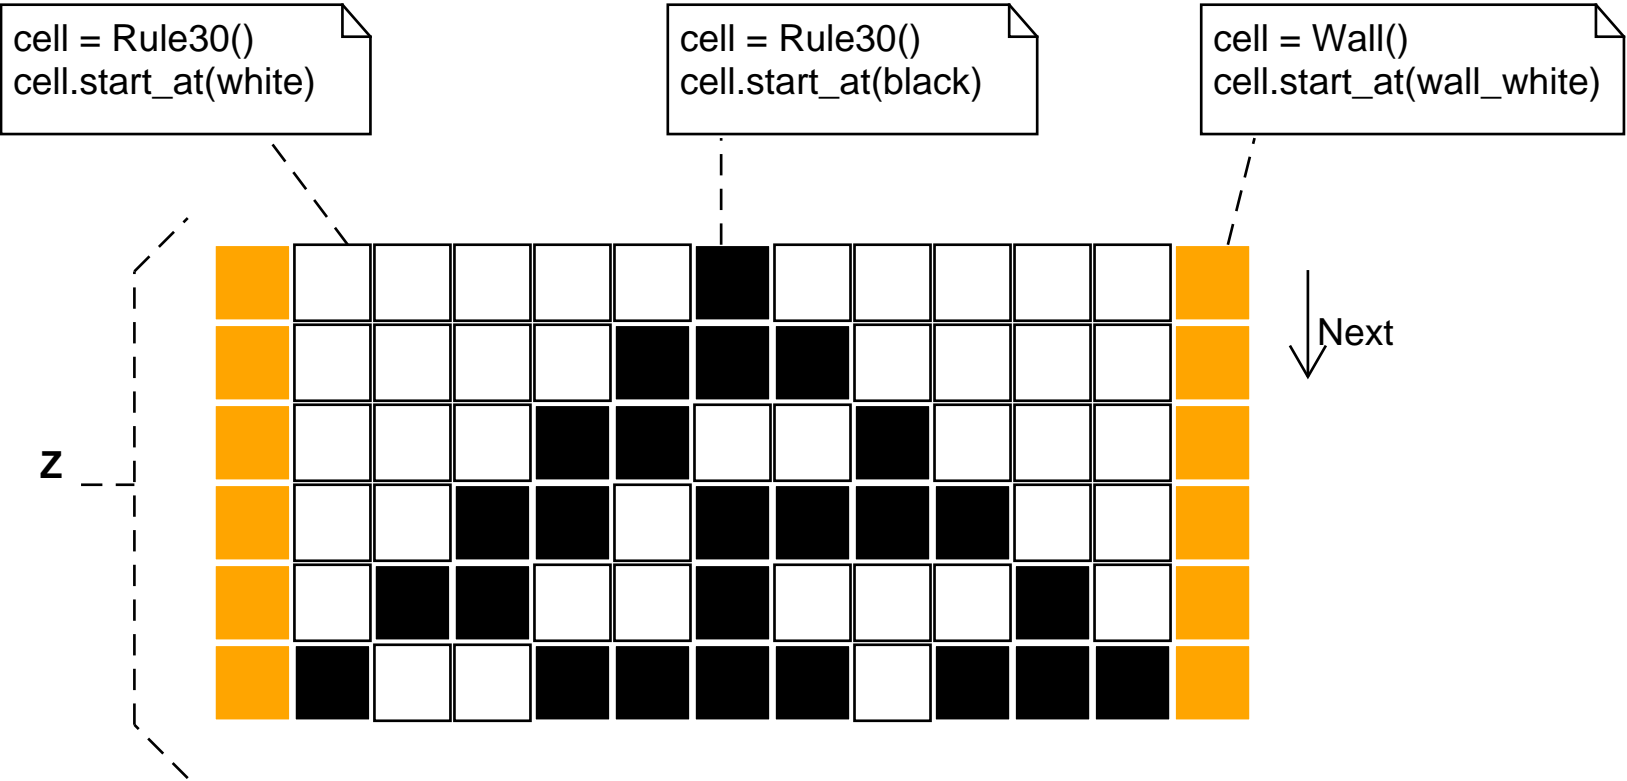 cell = Rule30()
cell.start_at(white)
cell = Rule30()
cell.start_at(black)
cell = Wall()
cell.start_at(wall_white)
Next
Z